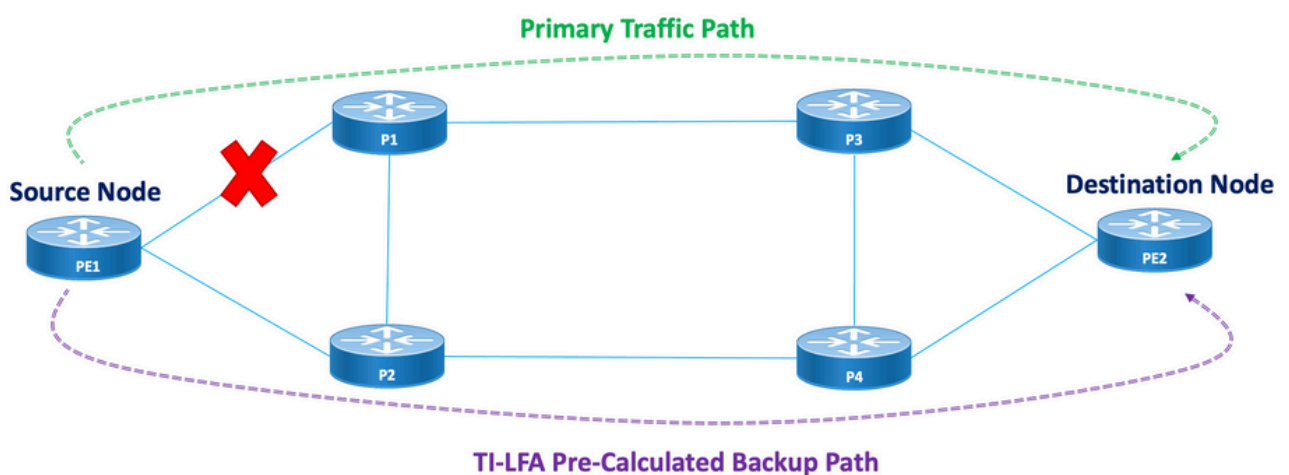 Primary Traffic Path
P1
P3
Source Node
Destination Node
PE1
PE2
P2
P4
TI-LFA Pre-Calculated Backup Path